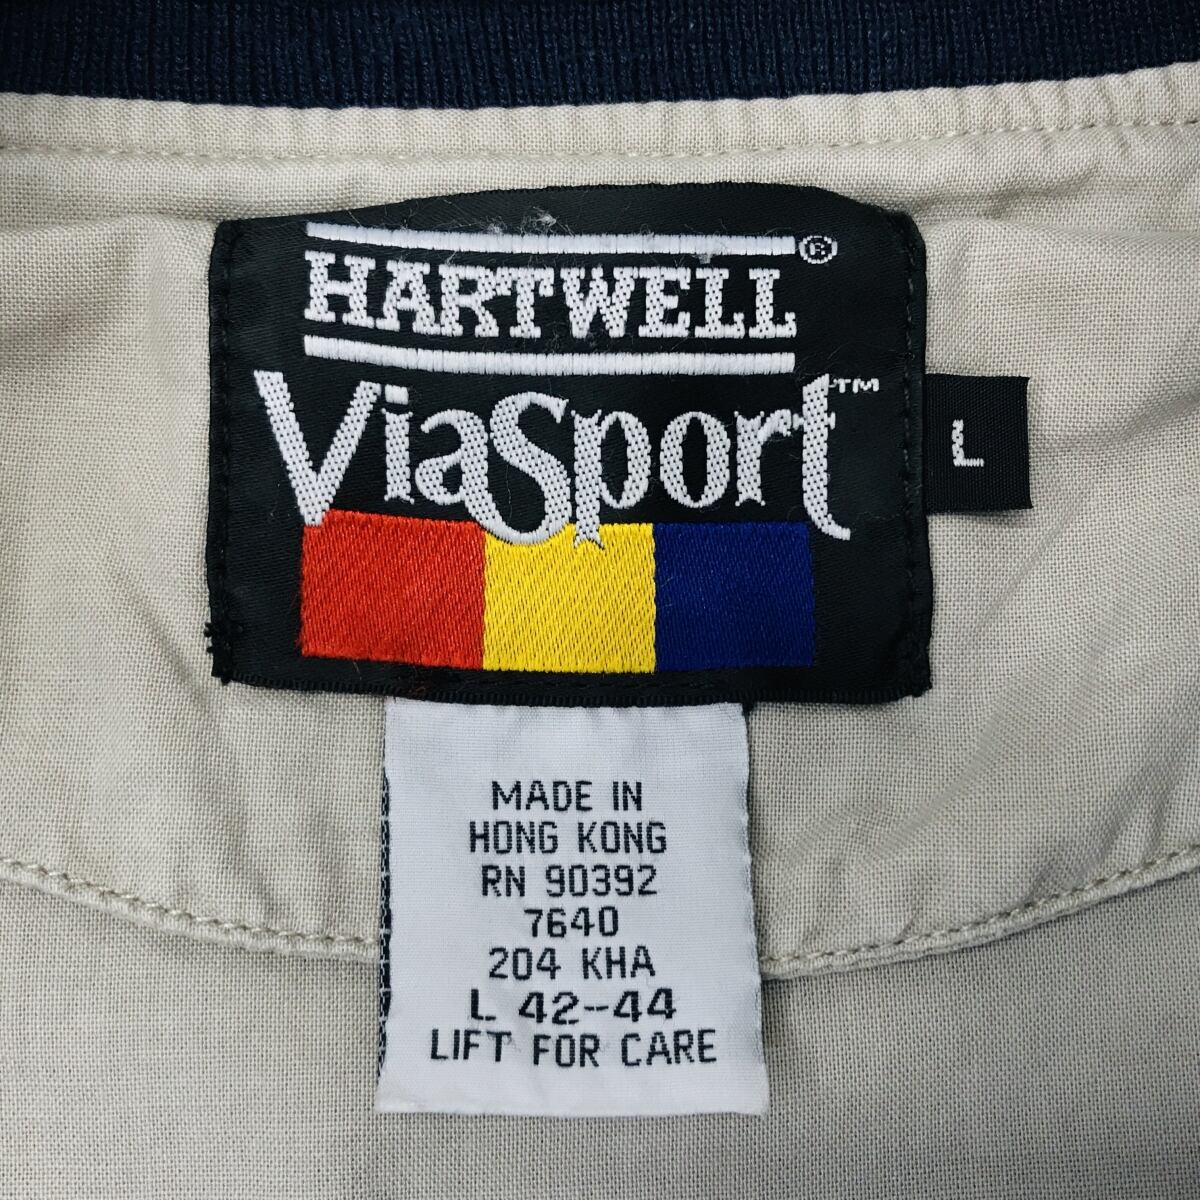 HARTWELL®
ViaSport™
L
MADE IN
HONG KONG
RN 90392
7640
204 KHA
L 42-44
LIFT FOR CARE